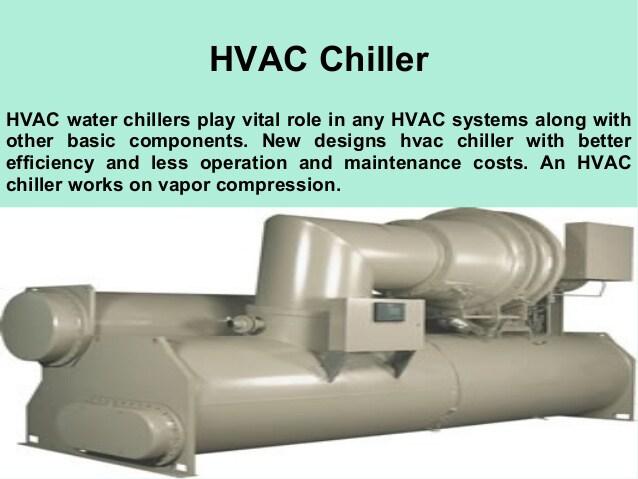 HVAC Chiller
HVAC water chillers play vital role in any HVAC systems along with
other basic components. New designs hvac chiller with better
efficiency and less operation and maintenance costs. An HVAC
chiller works on vapor compression.